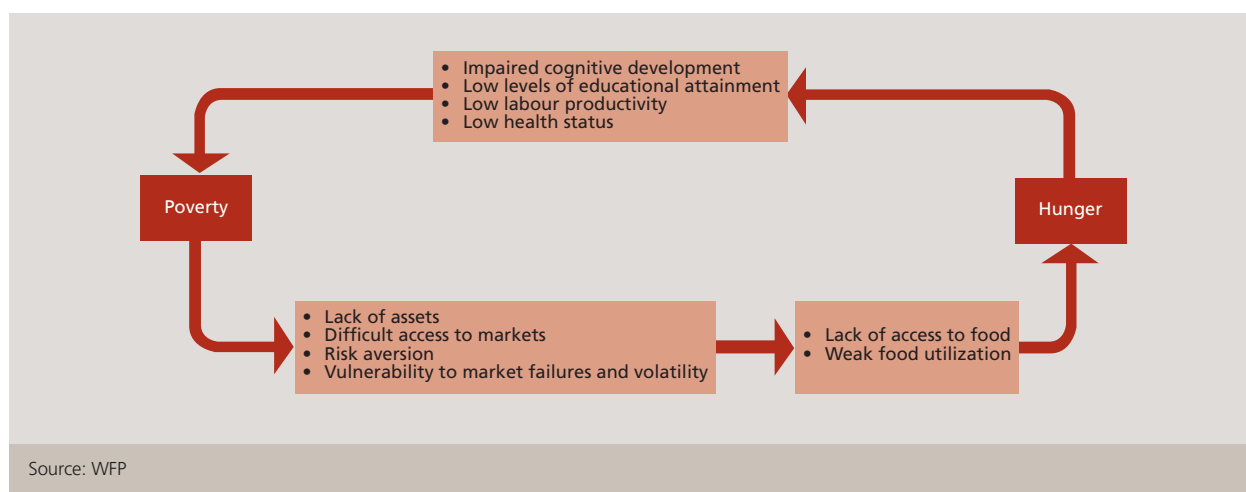 • Impaired cognitive development
• Low levels of educational attainment
• Low labour productivity
• Low health status
Poverty
Hunger
• Lack of assets
• Difficult access to markets
• Risk aversion
• Vulnerability to market failures and volatility
• Lack of access to food
• Weak food utilization
Source: WFP